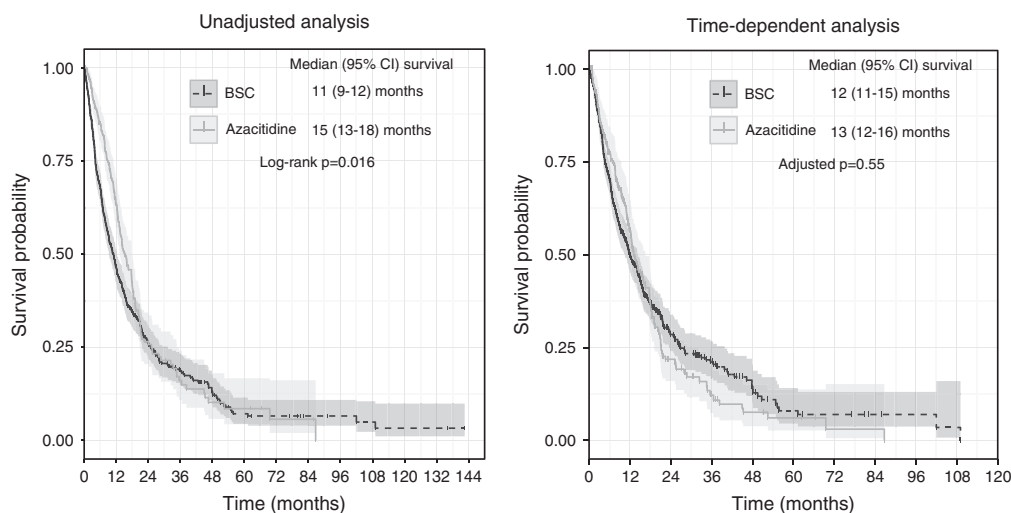 Unadjusted analysis
Median (95% CI) survival
BSC 11 (9-12) months
Azacitidine 15 (13-18) months
Log-rank p=0.016
1.00
0.75
0.50
0.25
0.00
Survival probability
0 12 24 36 48 60 72 84 96 108 120 132 144
Time (months)
Time-dependent analysis
Median (95% CI) survival
BSC 12 (11-15) months
Azacitidine 13 (12-16) months
Adjusted p=0.55
1.00
0.75
0.50
0.25
0.00
Survival probability
0 12 24 36 48 60 72 84 96 108 120
Time (months)